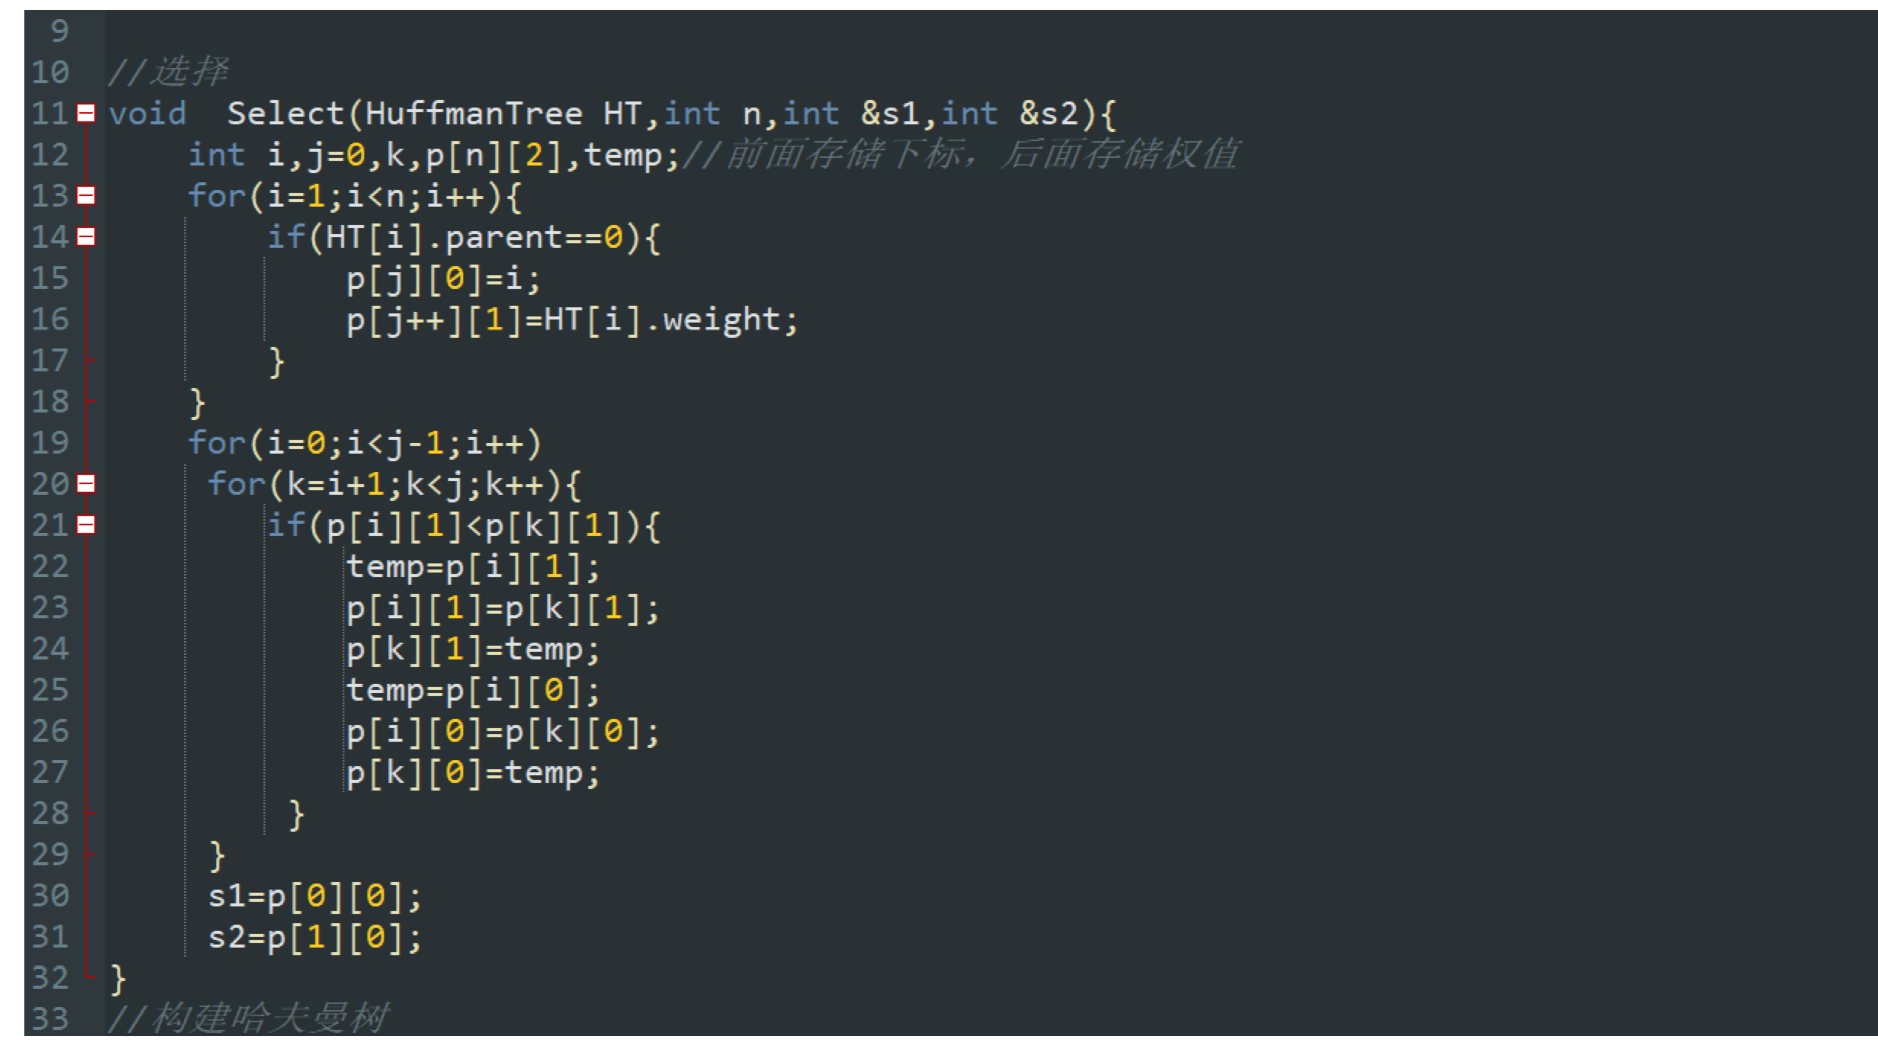 9
10 //选择
11 void  Select(HuffmanTree HT,int n,int &s1,int &s2){
12     int i,j=0,k,p[n][2],temp;//前面存储下标，后面存储权值
13     for(i=1;i<n;i++){
14         if(HT[i].parent==0){
15             p[j][0]=i;
16             p[j++][1]=HT[i].weight;
17         }
18     }
19     for(i=0;i<j-1;i++)
20      for(k=i+1;k<j;k++){
21         if(p[i][1]<p[k][1]){
22             temp=p[i][1];
23             p[i][1]=p[k][1];
24             p[k][1]=temp;
25             temp=p[i][0];
26             p[i][0]=p[k][0];
27             p[k][0]=temp;
28          }
29      }
30      s1=p[0][0];
31      s2=p[1][0];
32 }
33 //构建哈夫曼树